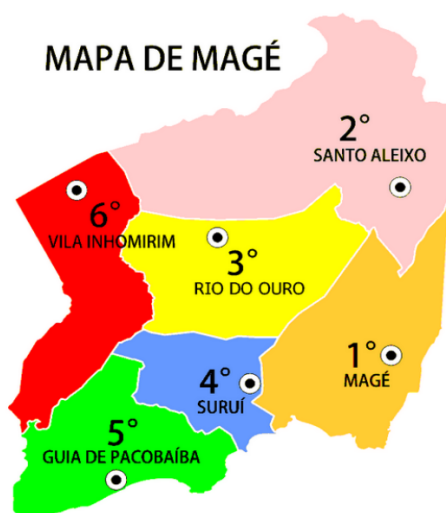 MAPA DE MAGÉ
2°
SANTO ALEIXO
6°
VILA INHOMIRIM
3°
RIO DO OURO
1°
MAGÉ
4°
SURUÍ
5°
GUIA DE PACOBAÍBA